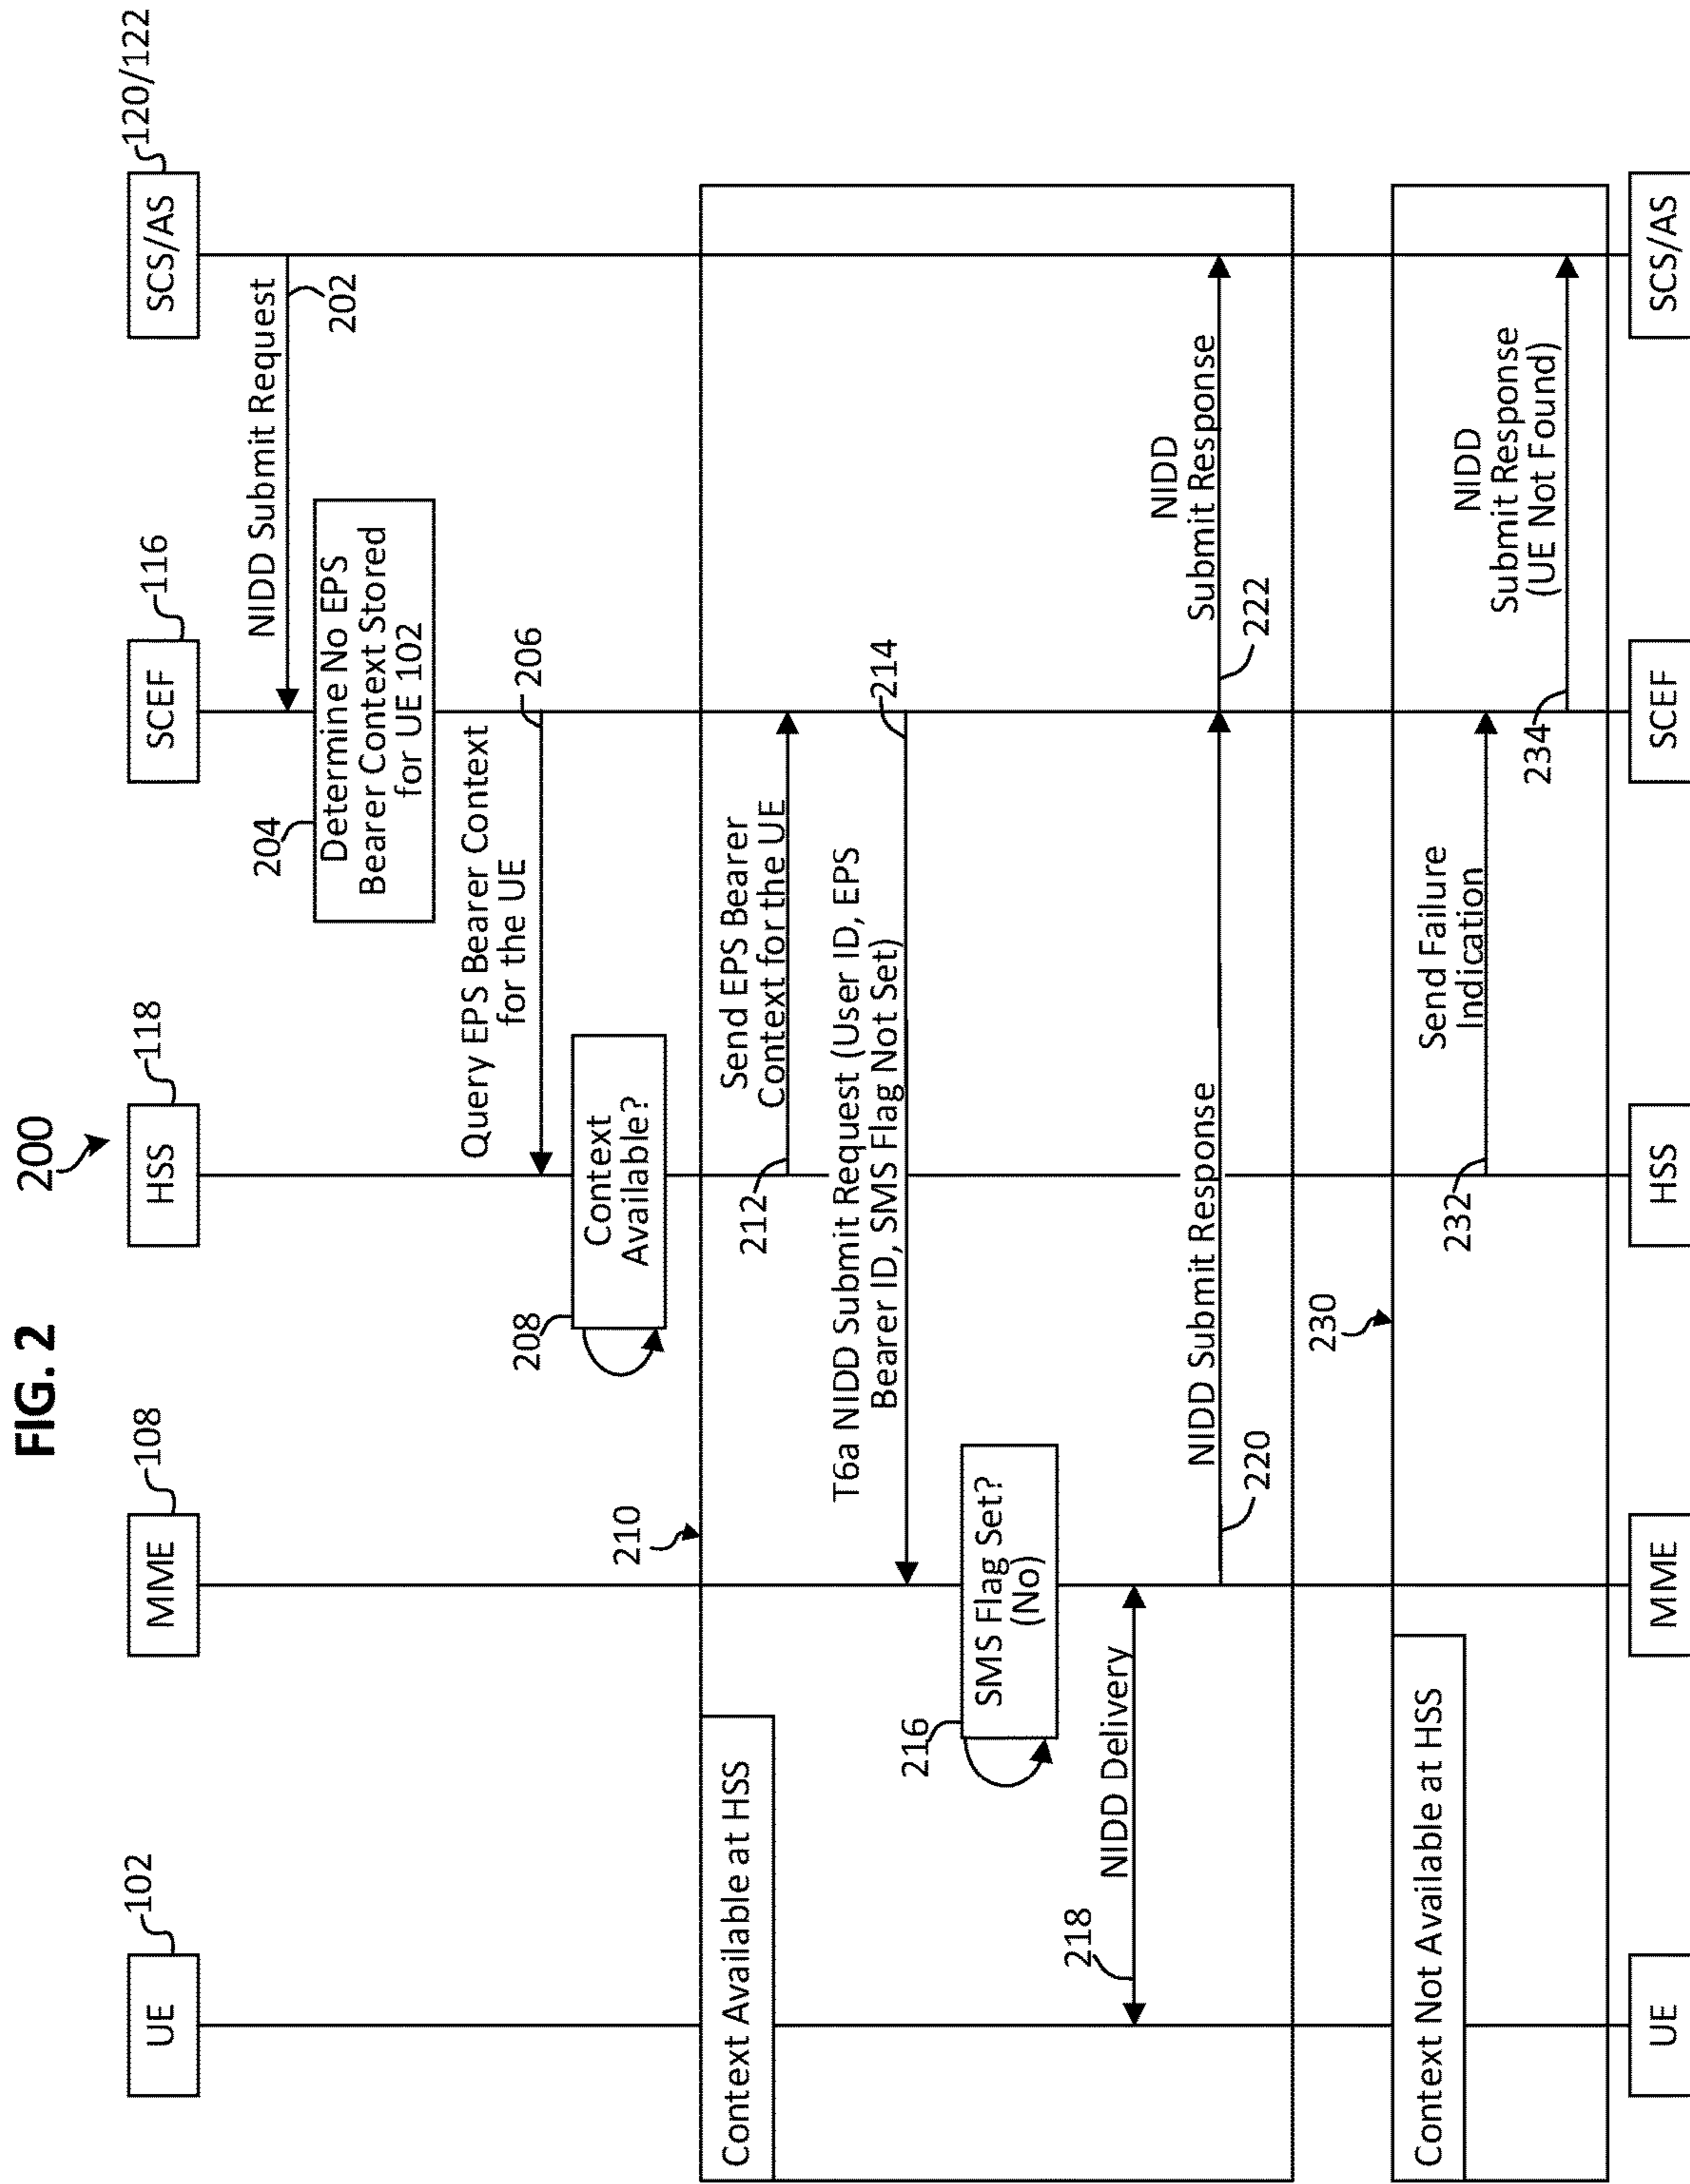 FIG. 2
200
UE
102
MME
108
HSS
118
SCEF
116
SCS/AS
120/122
NIDD Submit Request
202
204
Determine No EPS
Bearer Context Stored
for UE 102
Query EPS Bearer Context
for the UE
206
208
Context
Available?
210
Context Available at HSS
Send EPS Bearer
Context for the UE
212
T6a NIDD Submit Request (User ID, EPS
Bearer ID, SMS Flag Not Set)
214
216
SMS Flag Set?
(No)
218
NIDD Delivery
NIDD Submit Response
220
NIDD
Submit Response
222
230
Context Not Available at HSS
Send Failure
Indication
232
NIDD
Submit Response
(UE Not Found)
234
UE
MME
HSS
SCEF
SCS/AS